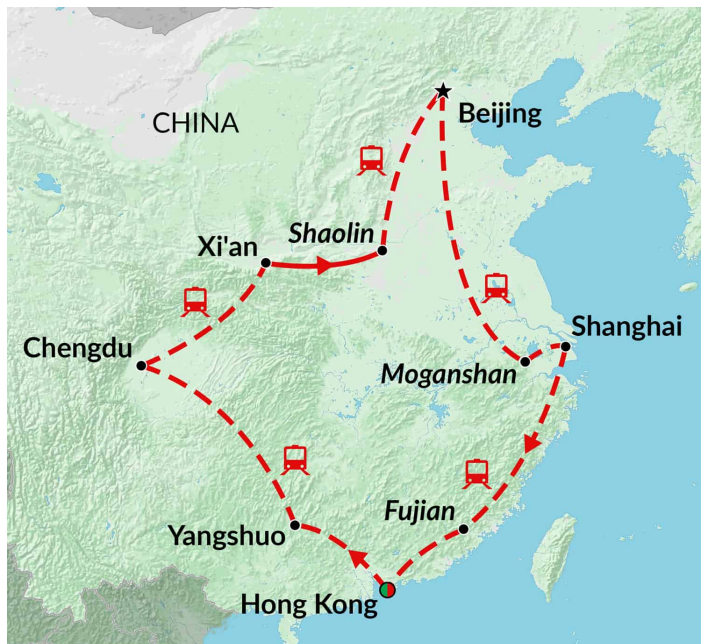 CHINA
Beijing
Shaolin
Xi'an
Shanghai
Chengdu
Moganshan
Fujian
Yangshuo
Hong Kong